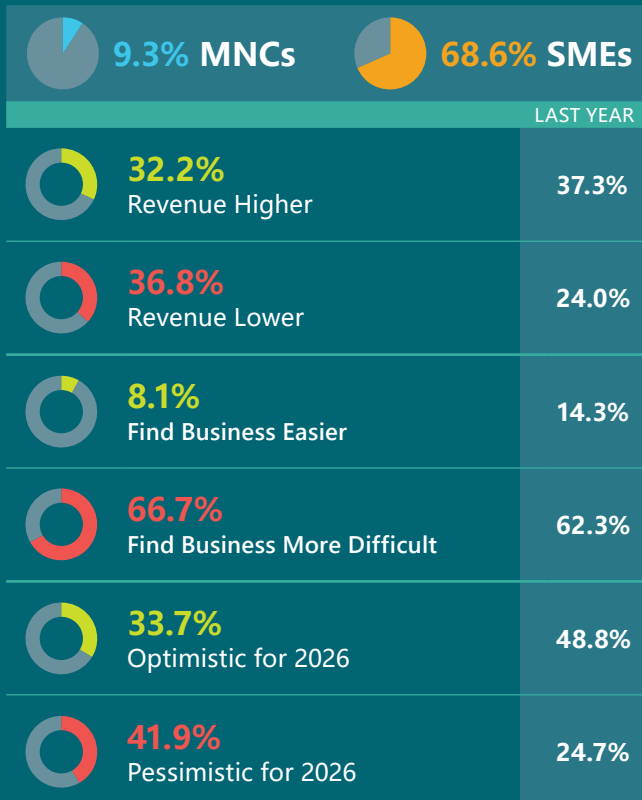 9.3% MNCs
68.6% SMEs
LAST YEAR
32.2%
Revenue Higher
37.3%
36.8%
Revenue Lower
24.0%
8.1%
Find Business Easier
14.3%
66.7%
Find Business More Difficult
62.3%
33.7%
Optimistic for 2026
48.8%
41.9%
Pessimistic for 2026
24.7%